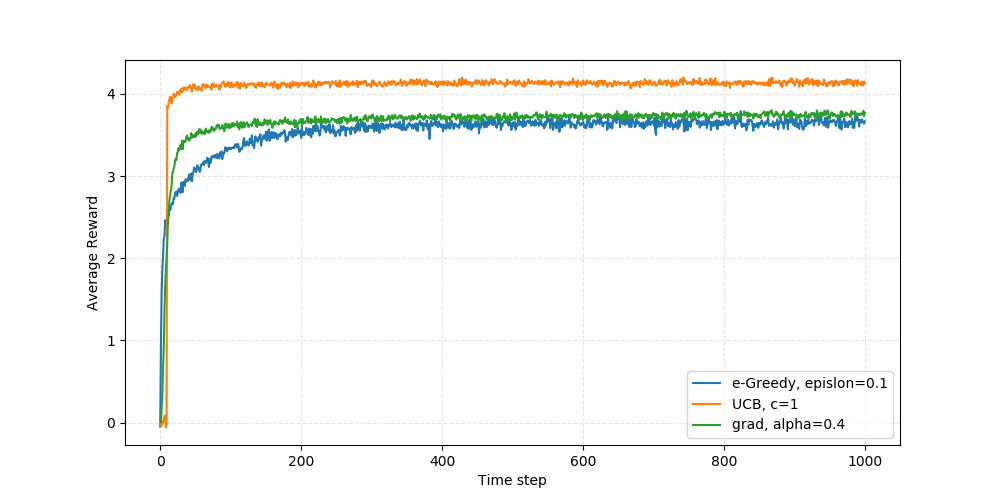 4
3
2
1
0
Average Reward
0 200 400 600 800 1000
Time step
e-Greedy, epislon=0.1
UCB, c=1
grad, alpha=0.4